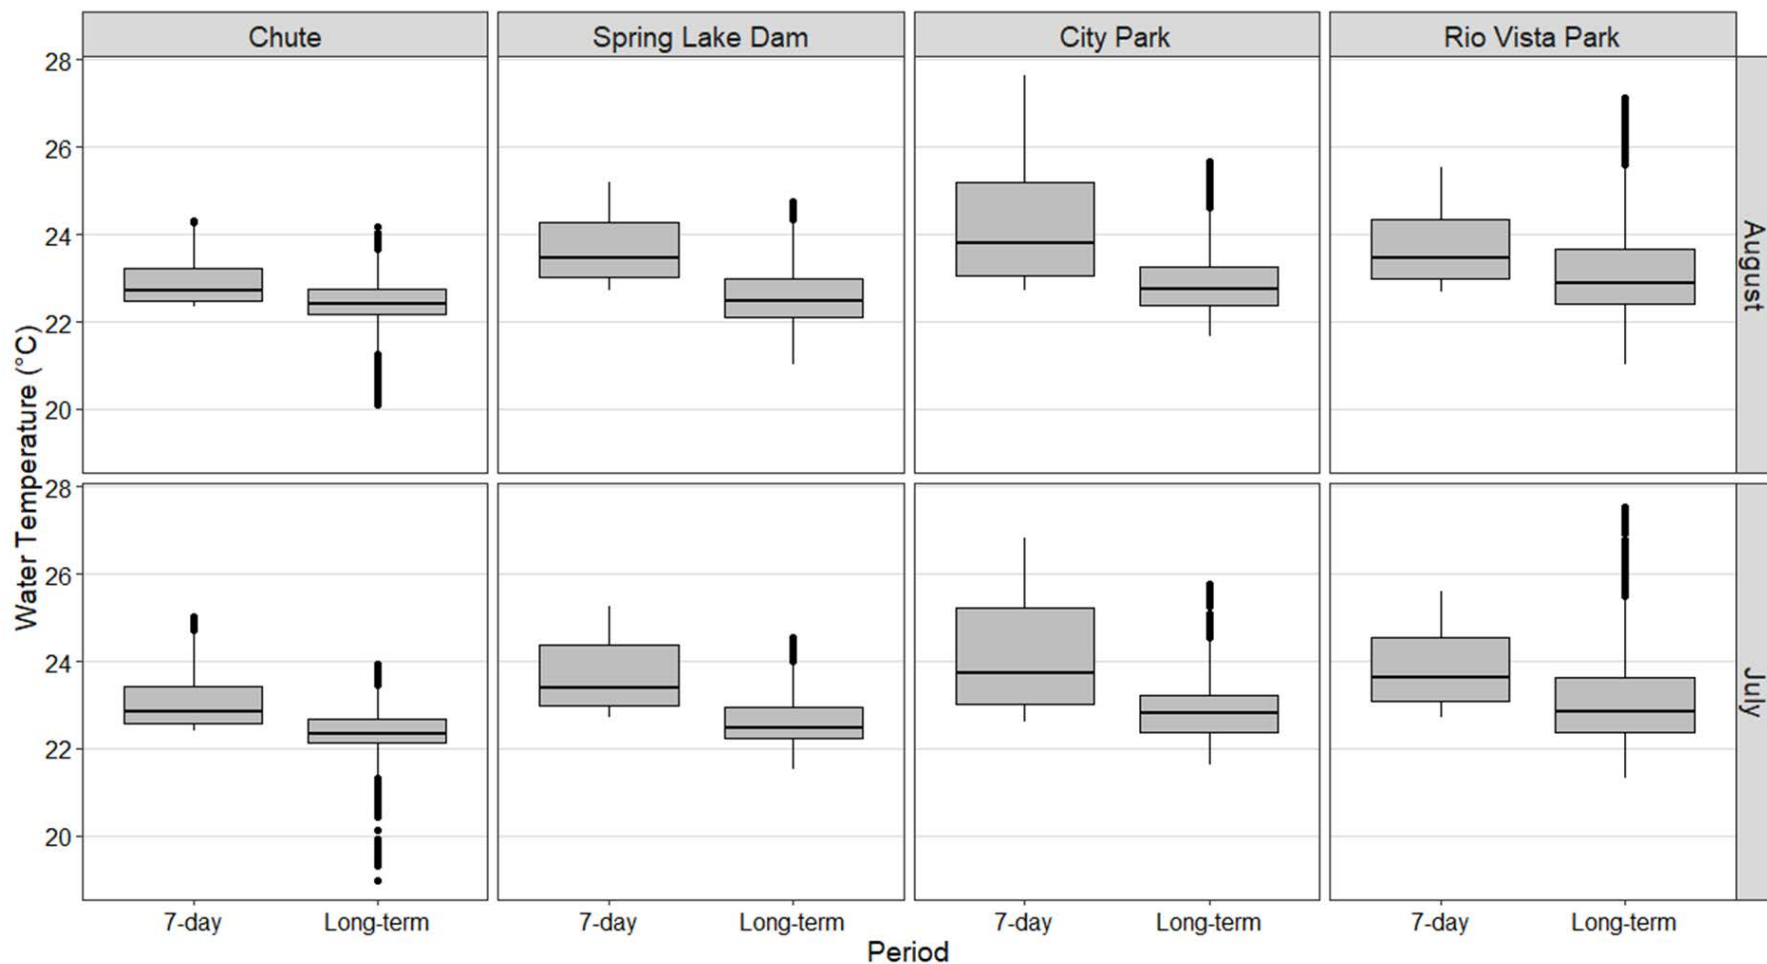 Chute Spring Lake Dam City Park Rio Vista Park
28
26
24
22
20
August
28
26
24
22
20
July
Water Temperature (°C)
7-day Long-term 7-day Long-term 7-day Long-term 7-day Long-term
Period